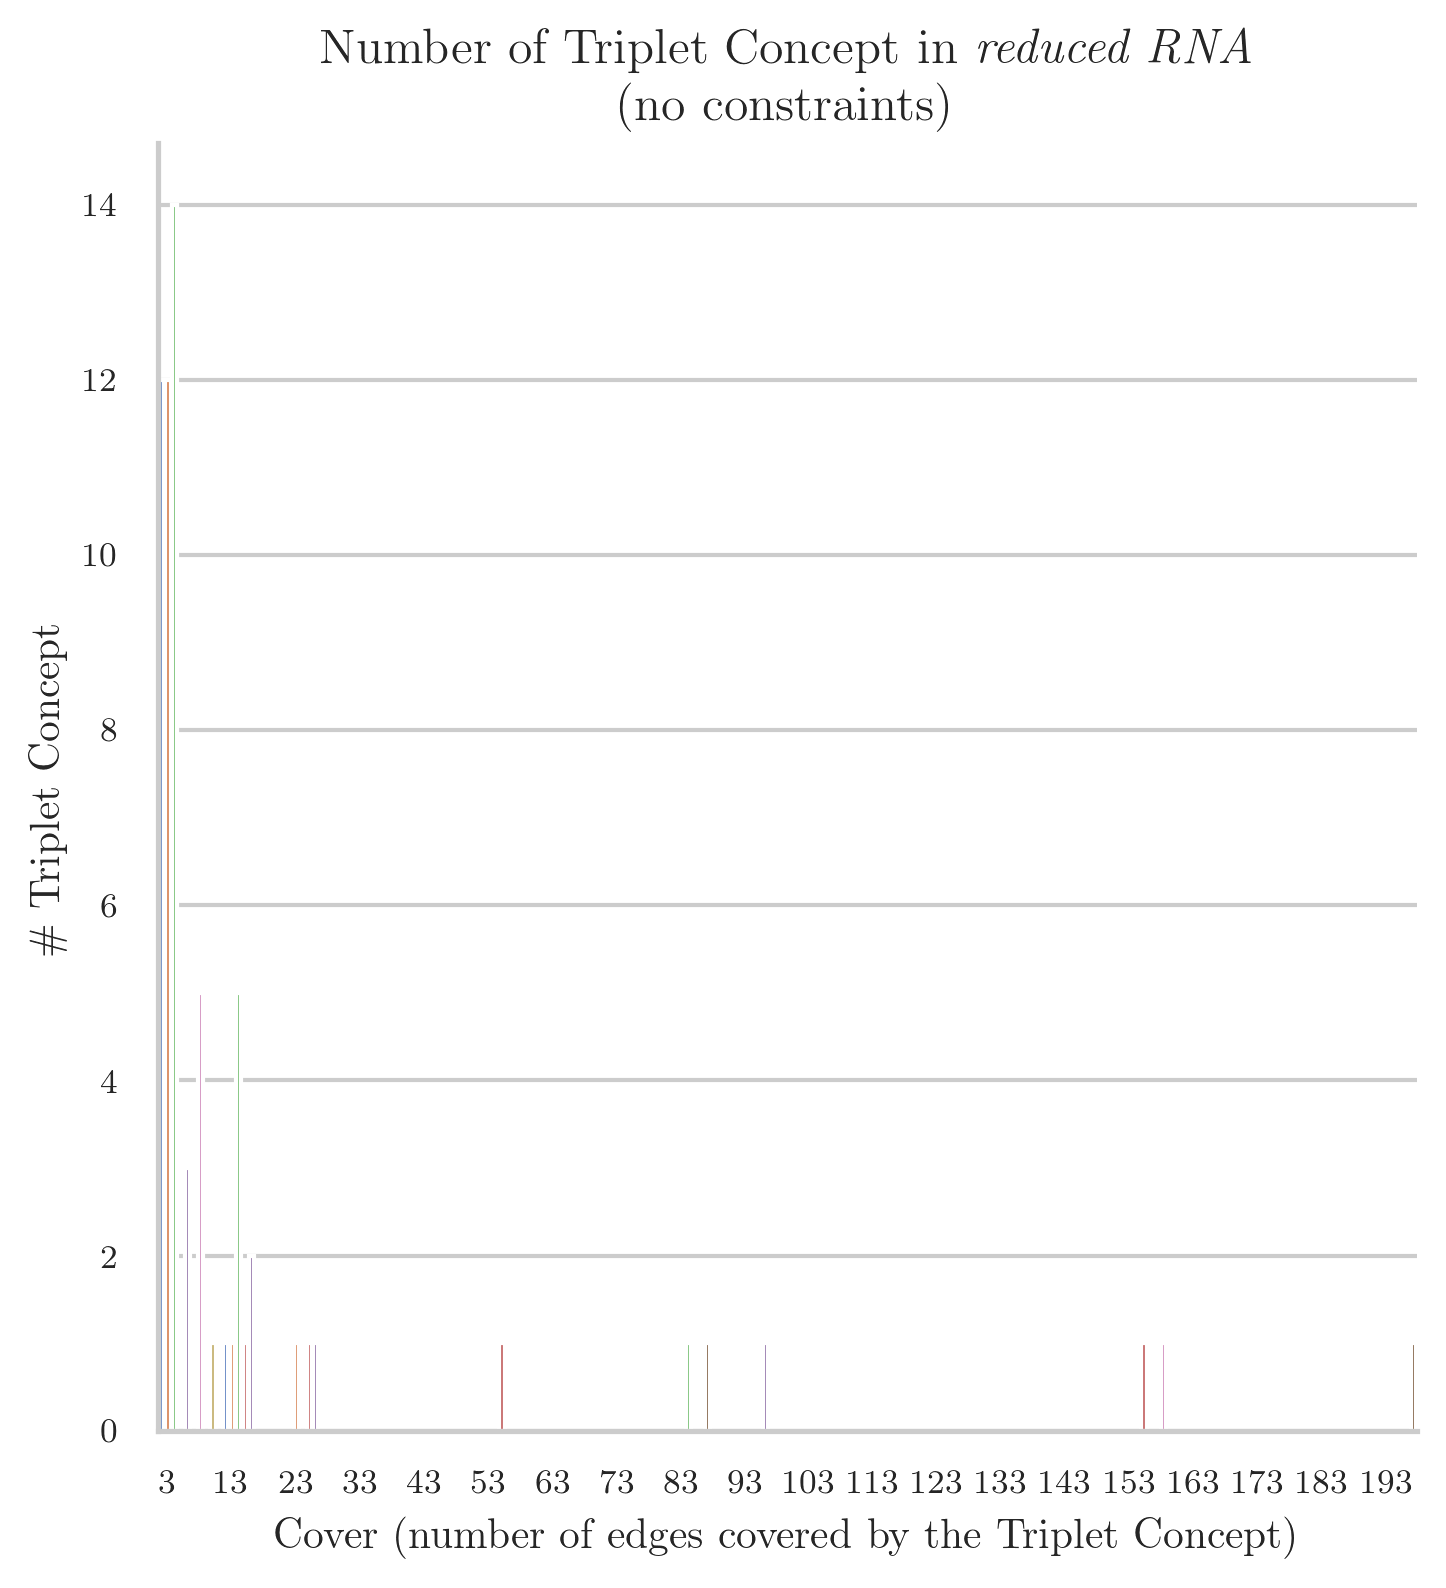 Number of Triplet Concept in reduced RNA
(no constraints)
14
12
10
8
6
4
2
0
# Triplet Concept
3 13 23 33 43 53 63 73 83 93 103 113 123 133 143 153 163 173 183 193
Cover (number of edges covered by the Triplet Concept)